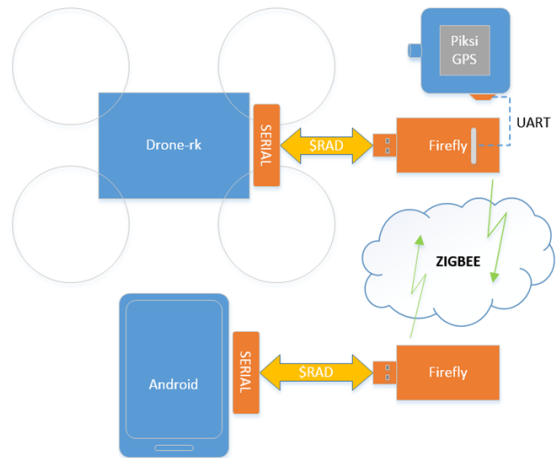 Piksi
GPS
UART
Drone-rk
SERIAL
$RAD
Firefly
ZIGBEE
Android
SERIAL
$RAD
Firefly